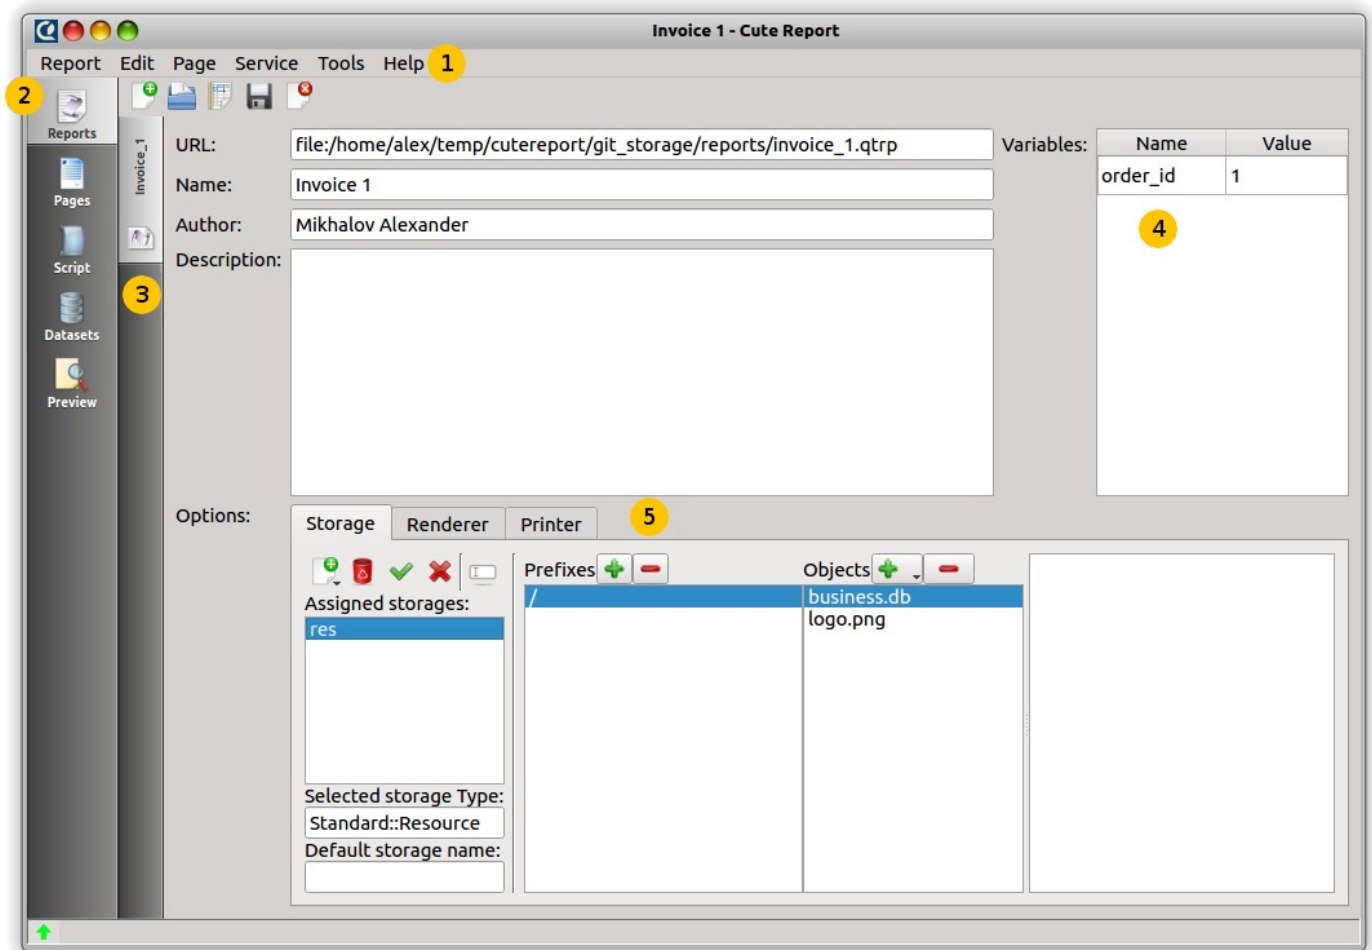 Invoice 1 - Cute Report
Report Edit Page Service Tools Help 1
2
Reports
Pages
Script
Datasets
Preview
Invoice_1
3
URL: file:/home/alex/temp/cutereport/git_storage/reports/invoice_1.qtrp
Name: Invoice 1
Author: Mikhalov Alexander
Description:
Variables: Name Value
order_id 1
4
Options: Storage Renderer Printer 5
Assigned storages:
res
Selected storage Type:
Standard::Resource
Default storage name:
Prefixes
/
Objects
business.db
logo.png